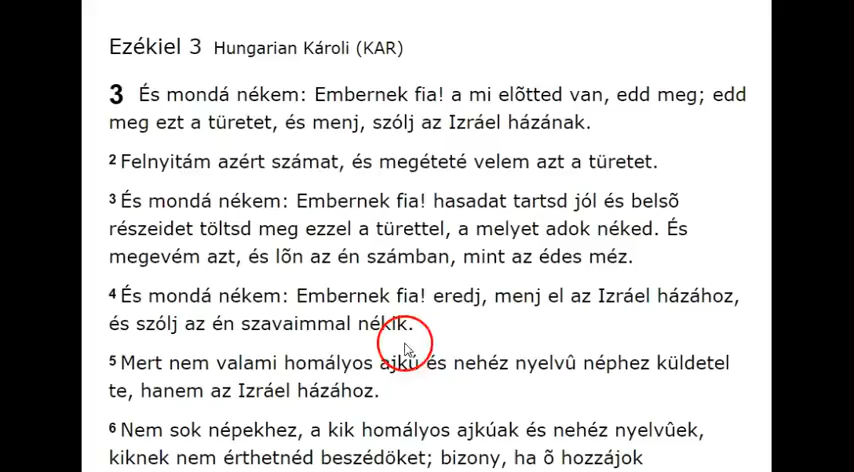 Ezékiel 3 Hungarian Károli (KAR)
3 És mondá nékem: Embernek fia! a mi elõtted van, edd meg; edd
meg ezt a türetet, és menj, szólj az Izráel házának.
2 Felnyitám azért számat, és megéteté velem azt a türetet.
3 És mondá nékem: Embernek fia! hasadat tartsd jól és belsõ
részeidet töltsd meg ezzel a türettel, a melyet adok néked. És
megevém azt, és lõn az én számban, mint az édes méz.
4 És mondá nékem: Embernek fia! eredj, menj el az Izráel házához,
és szólj az én szavaimmal nékik.
5 Mert nem valami homályos ajkú és nehéz nyelvû néphez küldetel
te, hanem az Izráel házához.
6 Nem sok népekhez, a kik homályos ajkúak és nehéz nyelvûek,
kiknek nem érthetnéd beszédöket; bizony, ha õ hozzájok